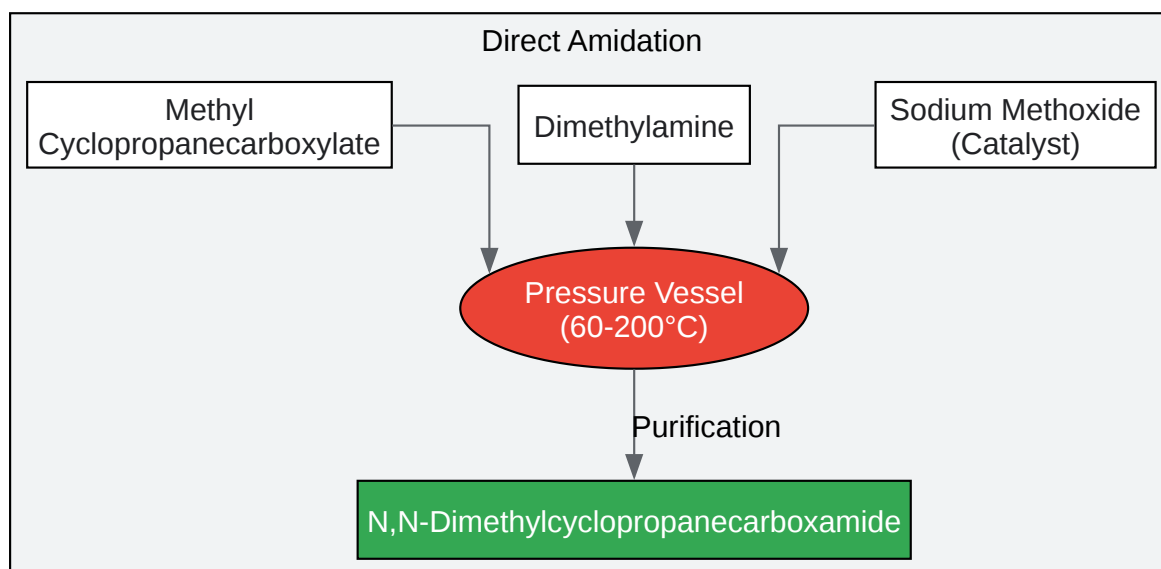 Direct Amidation
Methyl
Cyclopropanecarboxylate
Dimethylamine
Sodium Methoxide
(Catalyst)
Pressure Vessel
(60-200°C)
Purification
N,N-Dimethylcyclopropanecarboxamide